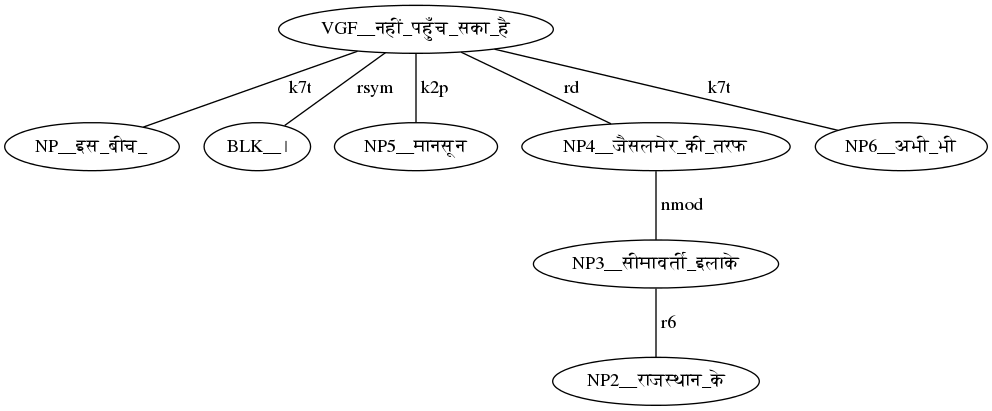 VGF__नहीं_पहुँच_सका_है
k7t rsym k2p rd k7t
NP__इस_बीच_ BLK__। NP5__मानसून NP4__जैसलमेर_की_तरफ NP6__अभी_भी
nmod
NP3__सीमावर्ती_इलाके
r6
NP2__राजस्थान_के